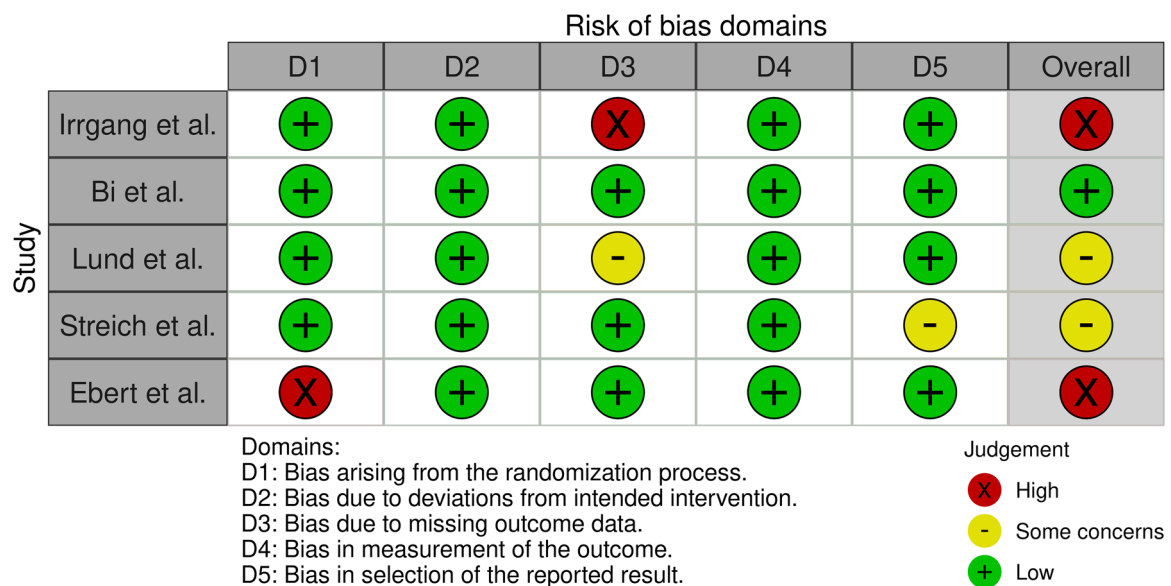 Risk of bias domains
D1 D2 D3 D4 D5 Overall
Study
Irrgang et al. + + X + + X
Bi et al. + + + + + +
Lund et al. + + - + + -
Streich et al. + + + + - -
Ebert et al. X + + + + X
Domains:
D1: Bias arising from the randomization process.
D2: Bias due to deviations from intended intervention.
D3: Bias due to missing outcome data.
D4: Bias in measurement of the outcome.
D5: Bias in selection of the reported result.
Judgement
X High
- Some concerns
+ Low